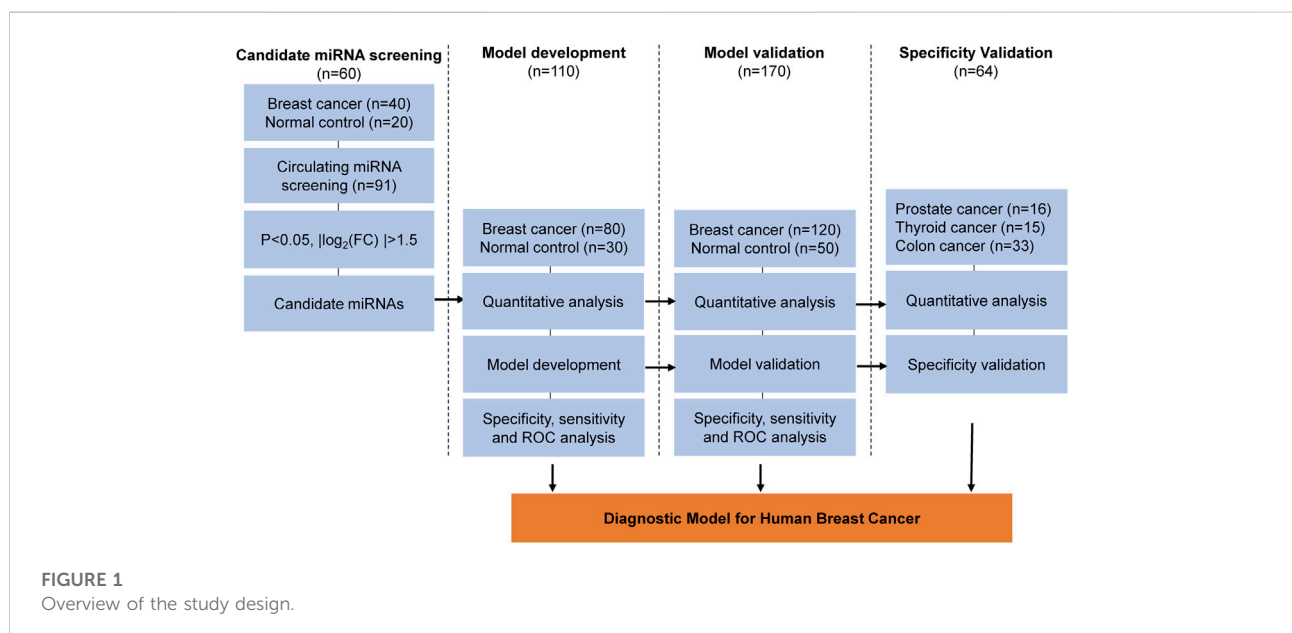 Candidate miRNA screening
(n=60)
Breast cancer (n=40)
Normal control (n=20)
Circulating miRNA
screening (n=91)
P<0.05, |log₂(FC) |>1.5
Candidate miRNAs
Model development
(n=110)
Breast cancer (n=80)
Normal control (n=30)
Quantitative analysis
Model development
Specificity, sensitivity
and ROC analysis
Model validation
(n=170)
Breast cancer (n=120)
Normal control (n=50)
Quantitative analysis
Model validation
Specificity, sensitivity
and ROC analysis
Specificity Validation
(n=64)
Prostate cancer (n=16)
Thyroid cancer (n=15)
Colon cancer (n=33)
Quantitative analysis
Specificity validation
Diagnostic Model for Human Breast Cancer
FIGURE 1
Overview of the study design.